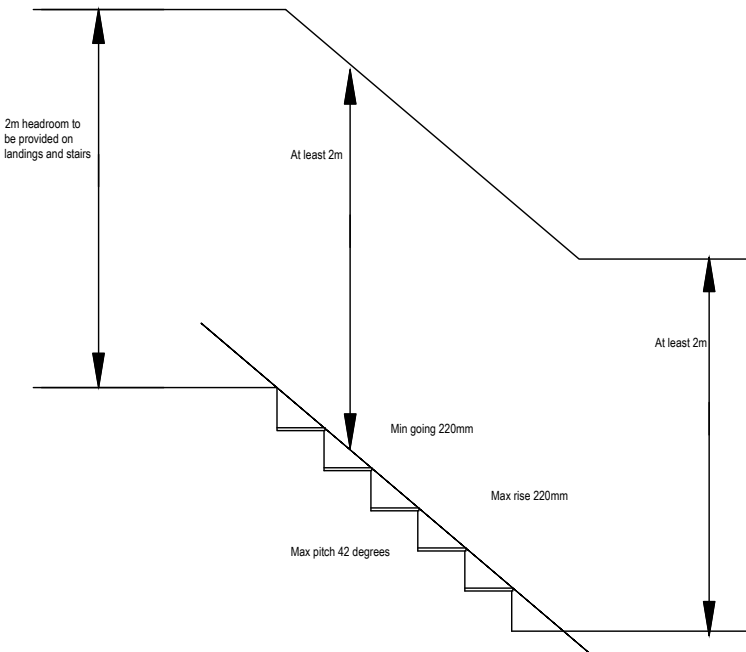 2m headroom to
be provided on
landings and stairs
At least 2m
At least 2m
Min going 220mm
Max rise 220mm
Max pitch 42 degrees